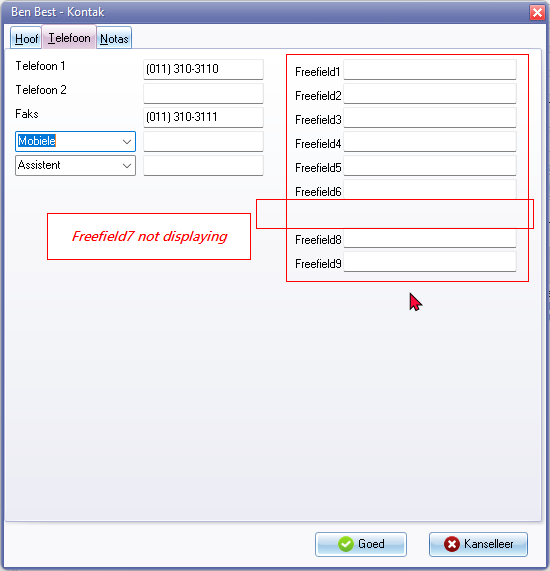 Ben Best - Kontak
Hoof Telefoon Notas
Telefoon 1 (011) 310-3110
Telefoon 2
Faks (011) 310-3111
Mobiele
Assistent
Freefield7 not displaying
Freefield1
Freefield2
Freefield3
Freefield4
Freefield5
Freefield6
Freefield8
Freefield9
Goed Kanselleer